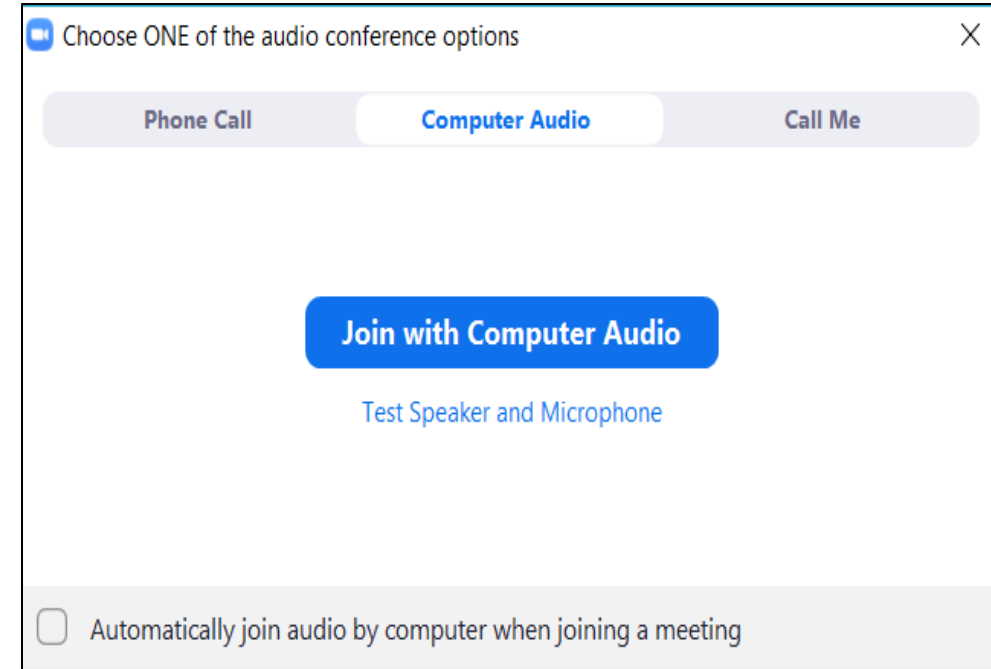 Choose ONE of the audio conference options
Phone Call
Computer Audio
Call Me
Join with Computer Audio
Test Speaker and Microphone
Automatically join audio by computer when joining a meeting